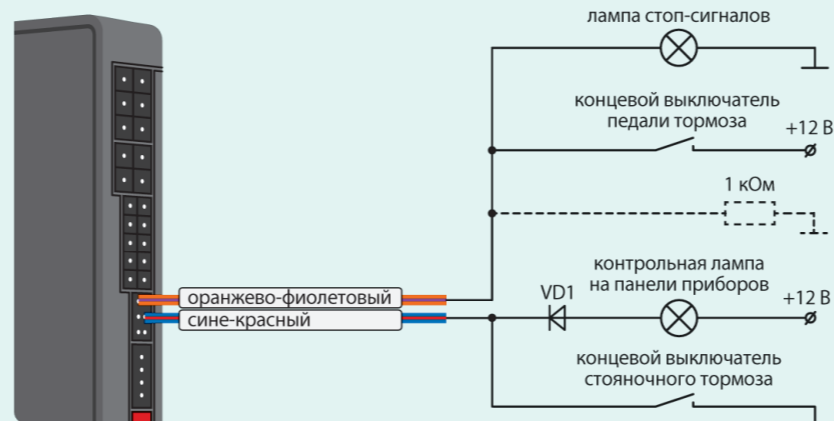 лампа стоп-сигналов
концевой выключатель
педали тормоза
+12 В
1 кОм
контрольная лампа
на панели приборов
VD1
+12 В
оранжево-фиолетовый
сине-красный
концевой выключатель
стояночного тормоза